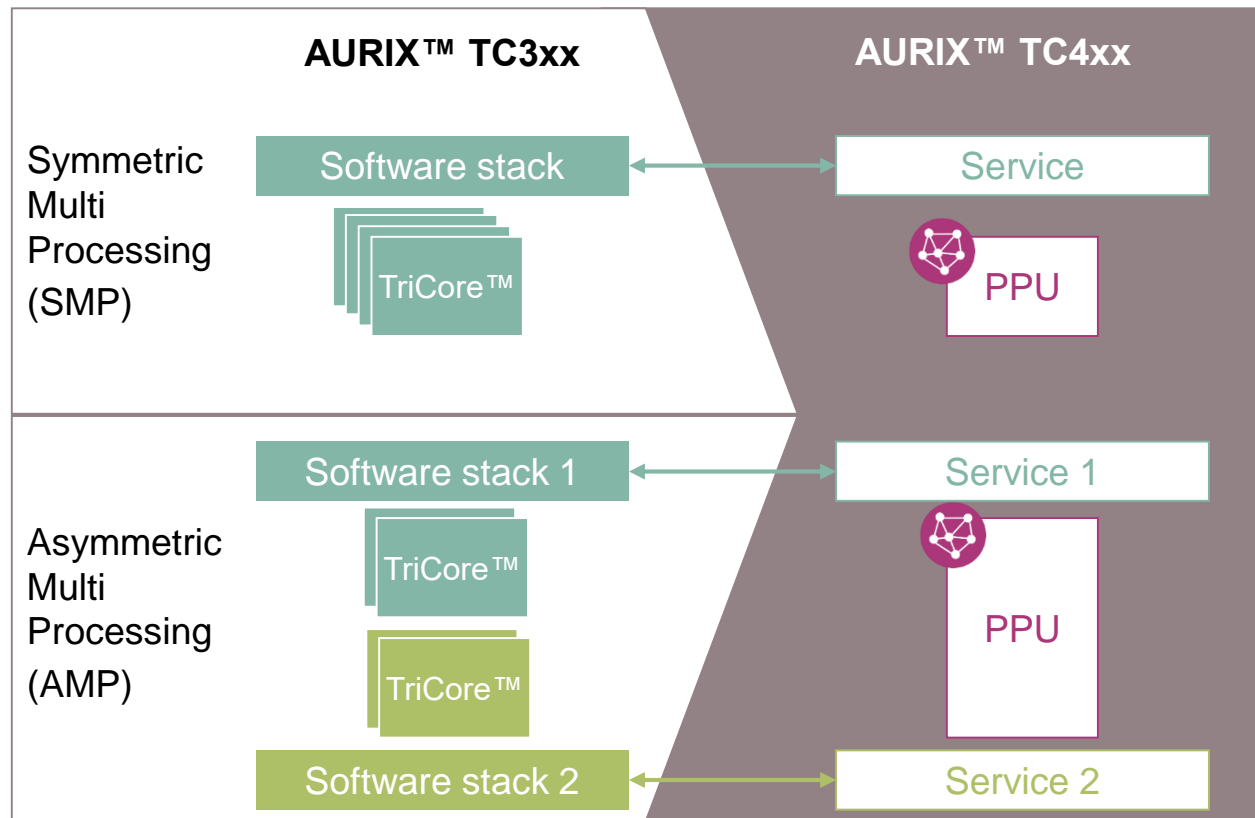 AURIX™ TC3xx
AURIX™ TC4xx
Symmetric
Multi
Processing
(SMP)
Software stack
Service
TriCore™
PPU
Asymmetric
Multi
Processing
(AMP)
Software stack 1
Service 1
TriCore™
TriCore™
PPU
Software stack 2
Service 2